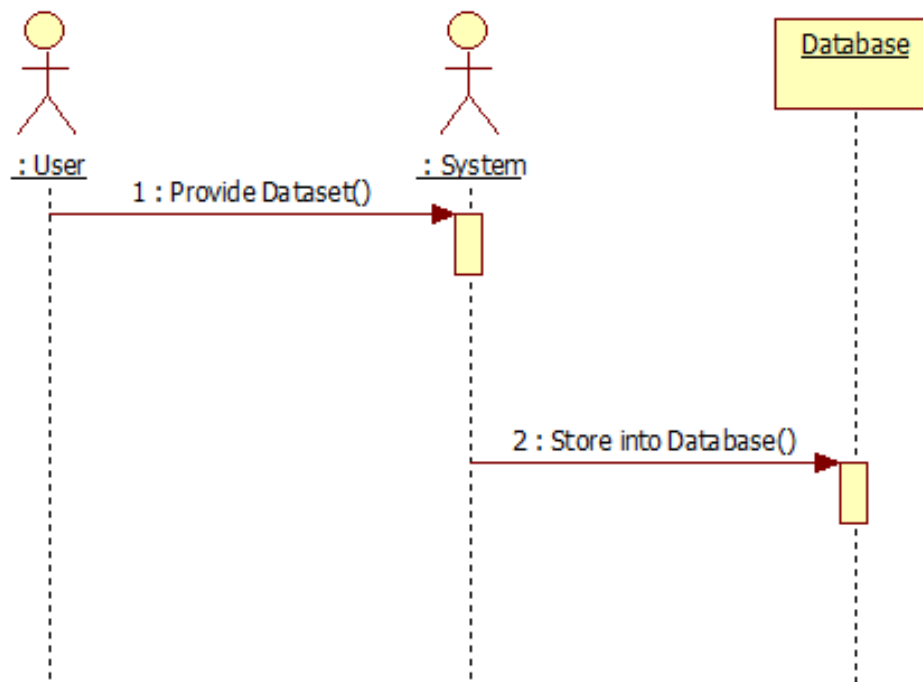 Database
: User
: System
1 : Provide Dataset()
2 : Store into Database()